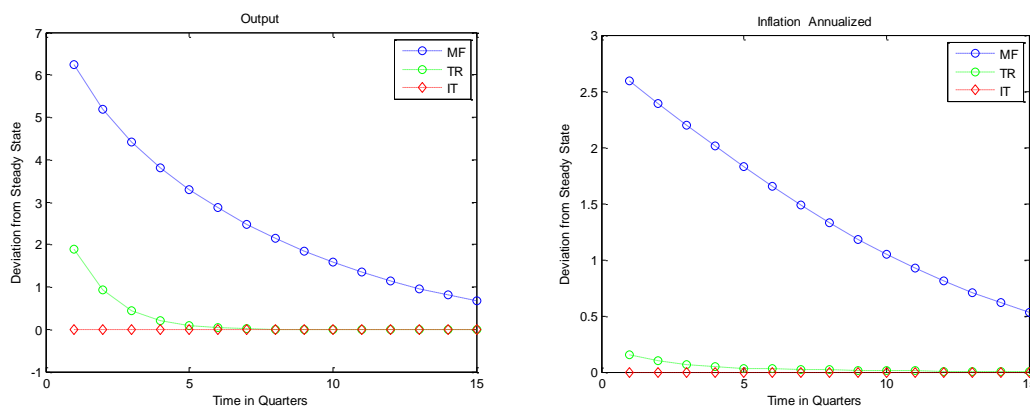 Output
7
6
5
4
3
2
1
0
-1
0
5
10
15
Deviation from Steady State
Time in Quarters
MF
TR
IT
Inflation Annualized
3
2.5
2
1.5
1
0.5
0
0
5
10
15
Deviation from Steady State
Time in Quarters
MF
TR
IT